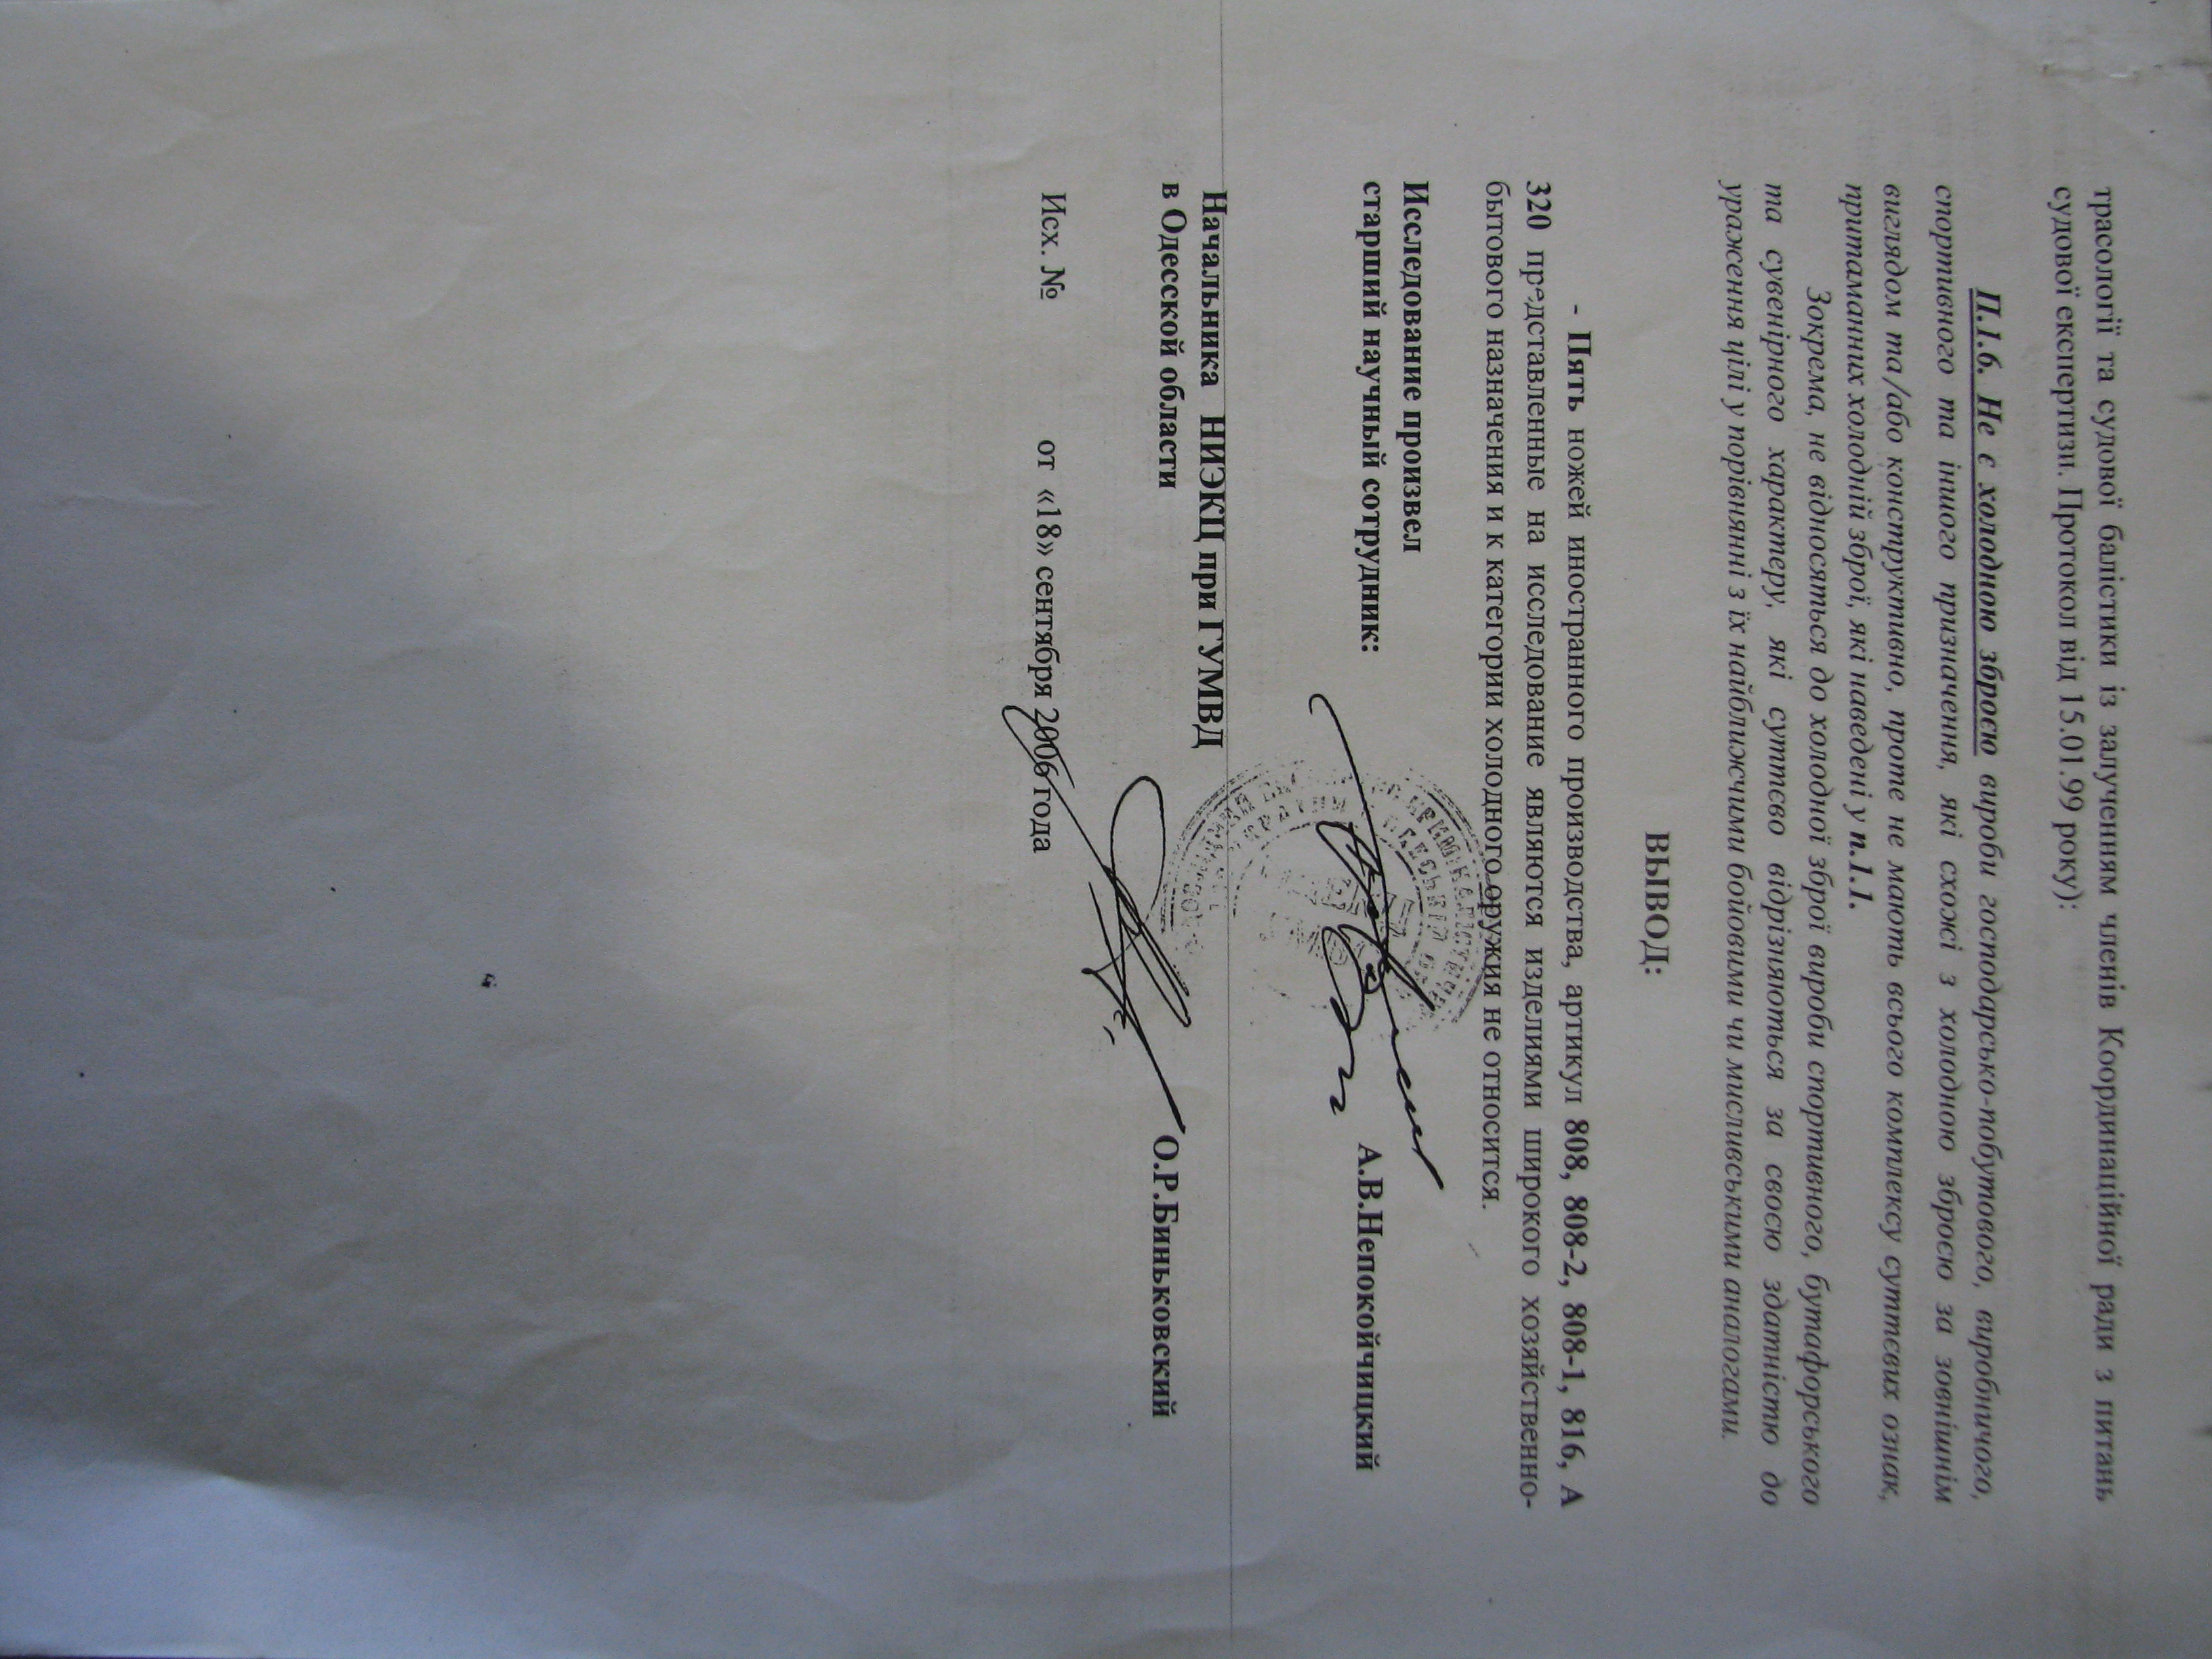 трасології та судової балістики із залученням членів Координаційної ради з питань
судової експертизи. Протокол від 15.01.99 року):
П.1.6. Не є холодною зброєю вироби господарсько-побутового, виробничого,
спортивного та іншого призначення, які схожі з холодною зброєю за зовнішнім
виглядом та/або конструктивно, проте не мають всього комплексу суттєвих ознак,
притаманних холодній зброї, які наведені у п.1.1.
Зокрема, не відносяться до холодної зброї вироби спортивного, бутафорського
та сувенірного характеру, які суттєво відрізняються за своєю здатністю до
ураження цілі у порівнянні з їх найближчими бойовими чи мисливськими аналогами.
ВЫВОД:
- Пять ножей иностранного производства, артикул 808, 808-2, 808-1, 816, А
320 представленные на исследование являются изделиями широкого хозяйственно-
бытового назначения и к категории холодного оружия не относится.
Исследование произвел
старший научный сотрудник: А.В.Непокойчицкий
Начальника НИЭКЦ при ГУМВД
в Одесской области О.Р.Биньковский
Исх. № от «18» сентября 2006 года